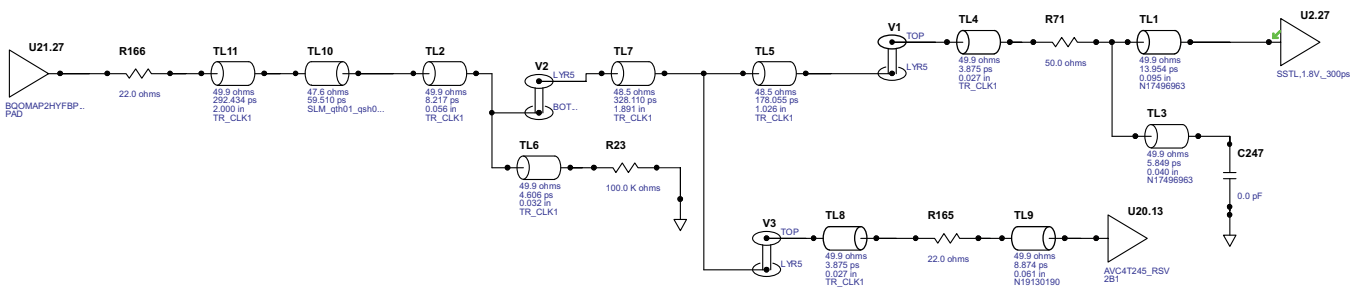 U21.27
BQOMAP2HYFBP...
PAD
R166
22.0 ohms
TL11
49.9 ohms
292.434 ps
2.000 in
TR_CLK1
TL10
47.6 ohms
59.510 ps
SLM_qth01_qsh0...
TL2
49.9 ohms
8.217 ps
0.056 in
TR_CLK1
V2
LYR5
BOT...
TL7
48.5 ohms
328.110 ps
1.891 in
TR_CLK1
TL5
48.5 ohms
178.055 ps
1.026 in
TR_CLK1
V1
TOP
LYR5
TL4
49.9 ohms
3.875 ps
0.027 in
TR_CLK1
R71
50.0 ohms
TL1
49.9 ohms
13.954 ps
0.095 in
N17496963
U2.27
SSTL,1.8V_300ps
TL3
49.9 ohms
5.849 ps
0.040 in
N17496963
C247
0.0 pF
TL6
49.9 ohms
4.606 ps
0.032 in
TR_CLK1
R23
100.0 K ohms
V3
TOP
LYR5
TL8
49.9 ohms
3.875 ps
0.027 in
TR_CLK1
R165
22.0 ohms
TL9
49.9 ohms
8.874 ps
0.061 in
N19130190
U20.13
AVC4T245_RSV
2B1